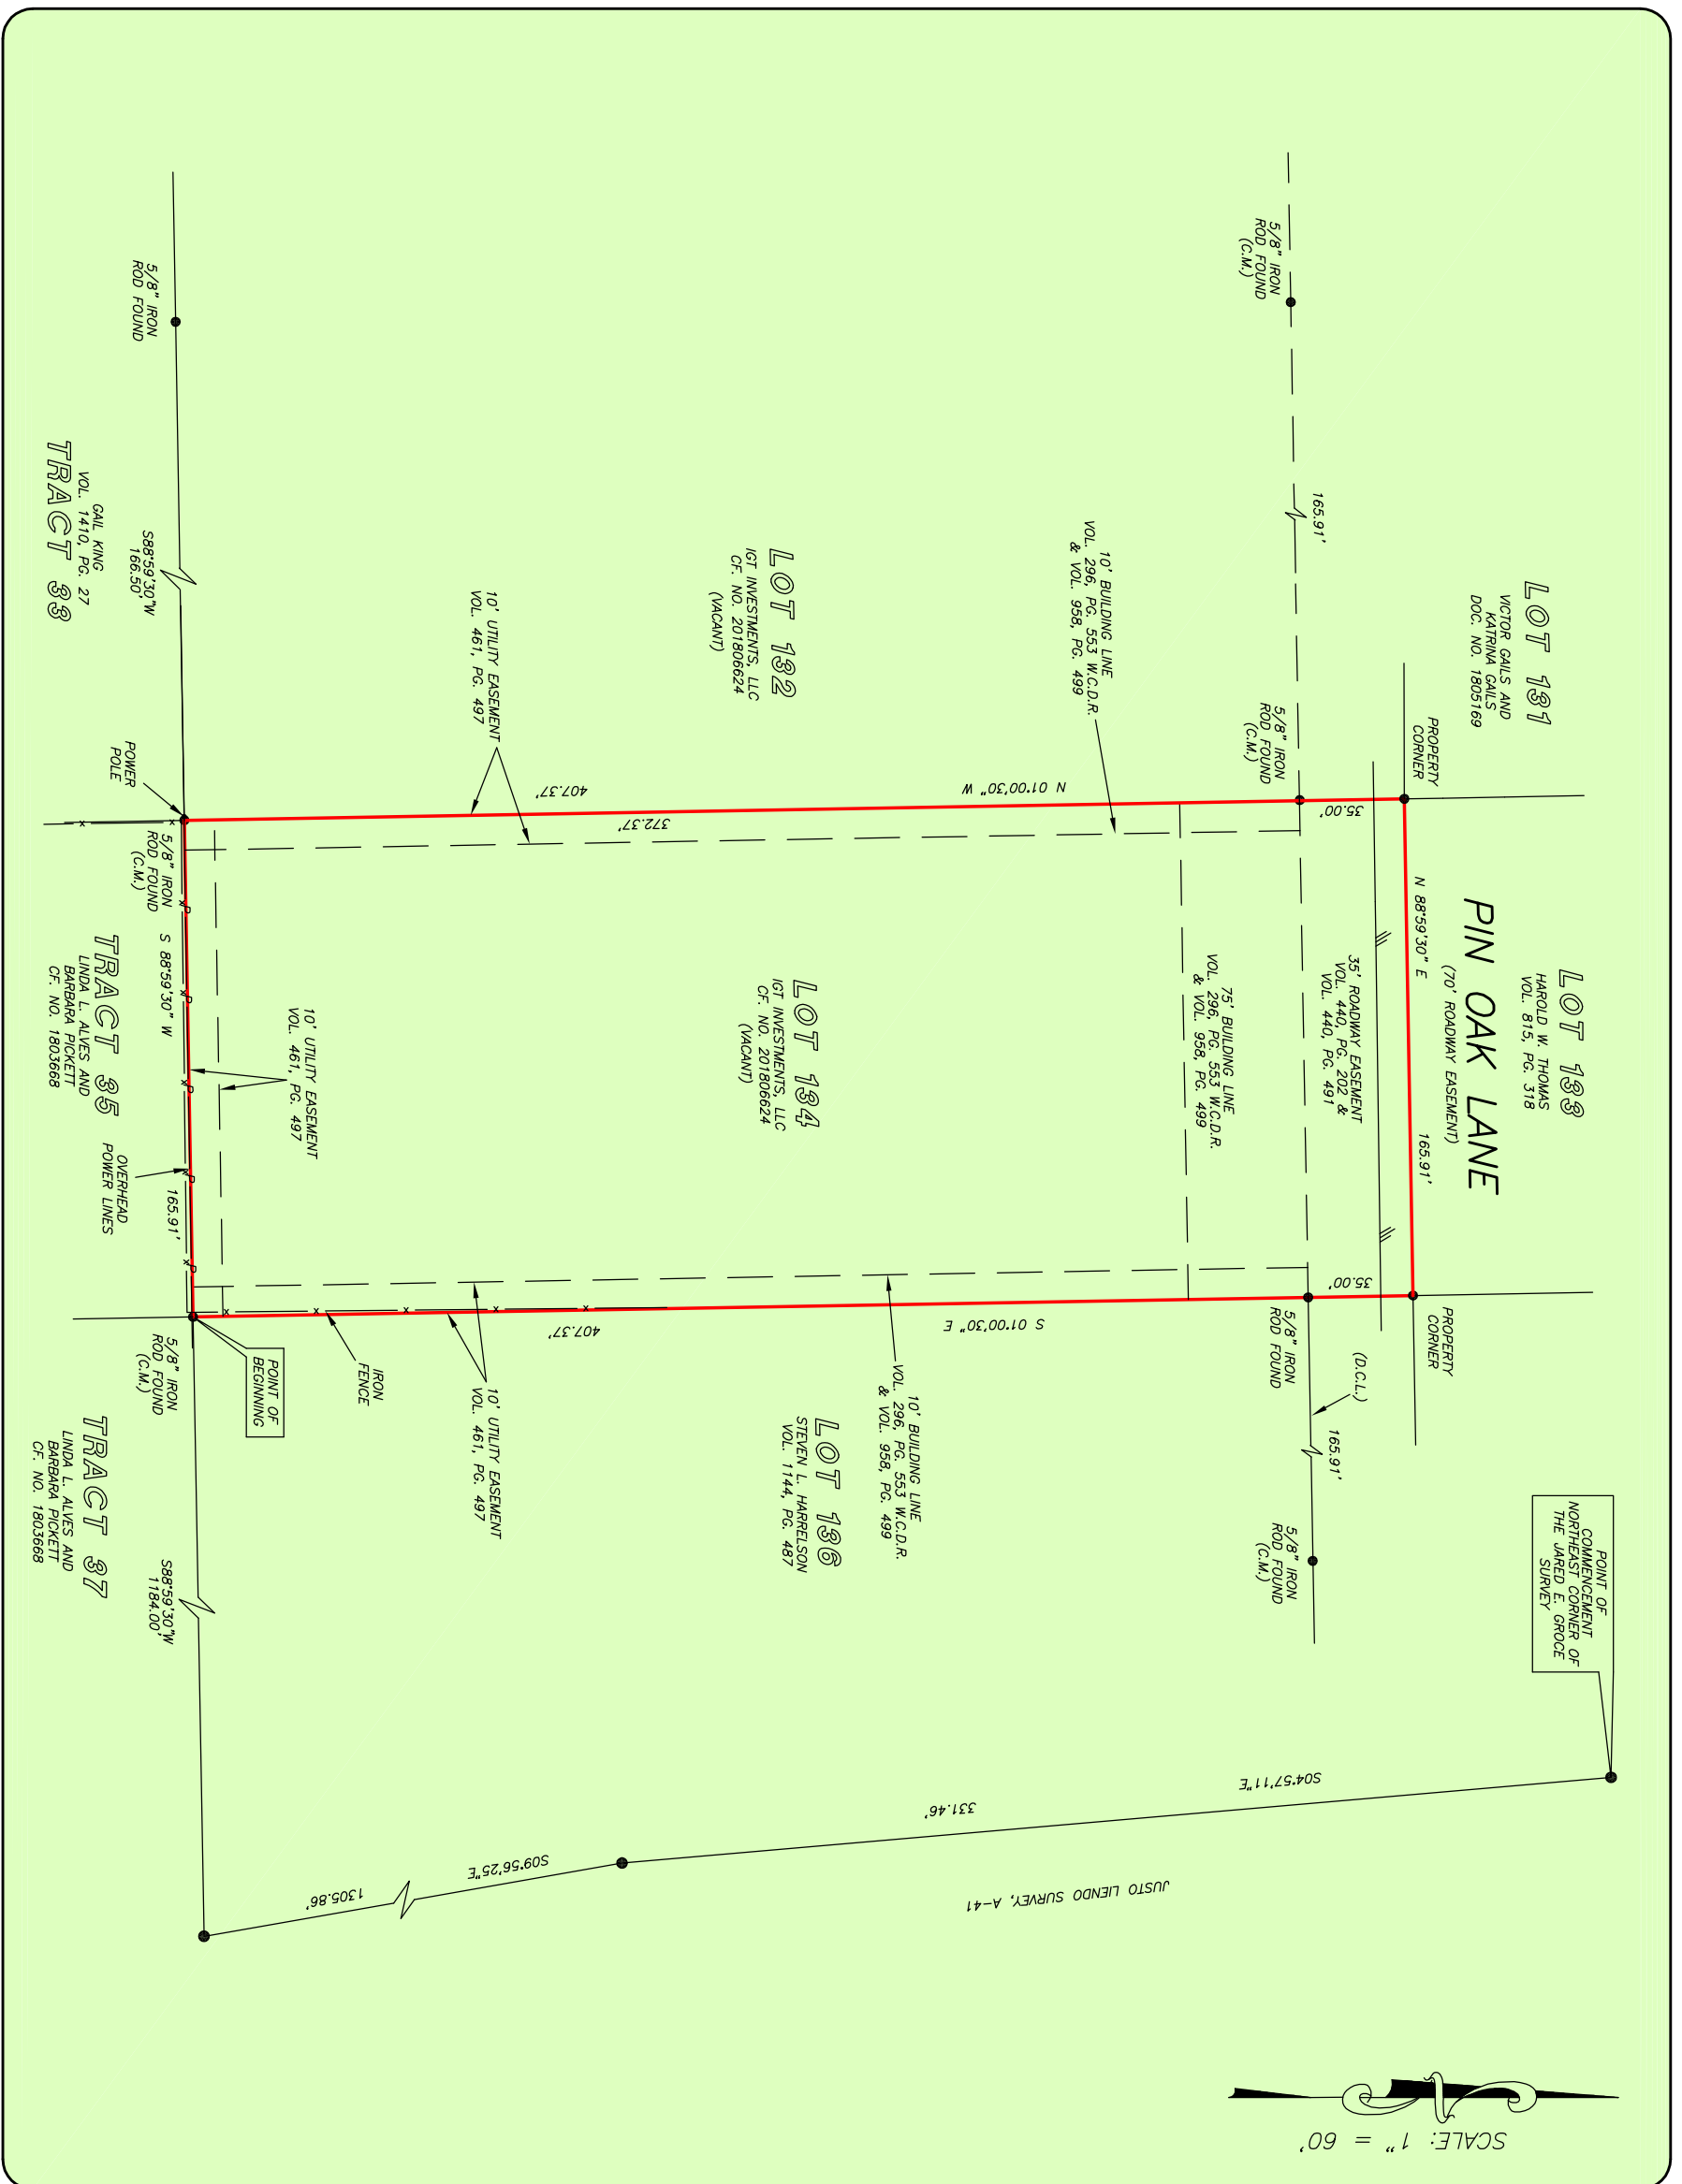 LOT 131
VICTOR GAILS AND
KATRINA GAILS
DOC. NO. 1805169
LOT 133
HAROLD W. THOMAS
VOL. 815, PG. 318
POINT OF
COMMENCEMENT
NORTHEAST CORNER OF
THE JARED E. GROCE
SURVEY
PIN OAK LANE
(70' ROADWAY EASEMENT)
PROPERTY
CORNER
N 88°59'30" E
165.91'
PROPERTY
CORNER
35.00'
35' ROADWAY EASEMENT
VOL. 440, PG. 202 &
VOL. 440, PG. 491
35.00'
(D.C.L.)
165.91'
165.91'
5/8" IRON
ROD FOUND
(C.M.)
5/8" IRON
ROD FOUND
(C.M.)
5/8" IRON
ROD FOUND
5/8" IRON
ROD FOUND
(C.M.)
75' BUILDING LINE
VOL. 296, PG. 553 W.C.D.R.
& VOL. 958, PG. 499
10' BUILDING LINE
VOL. 296, PG. 553 W.C.D.R.
& VOL. 958, PG. 499
N 01°00'30" W
S 01°00'30" E
10' BUILDING LINE
VOL. 296, PG. 553 W.C.D.R.
& VOL. 958, PG. 499
LOT 132
IGT INVESTMENTS, LLC
CF. NO. 201806624
(VACANT)
LOT 134
IGT INVESTMENTS, LLC
CF. NO. 201806624
(VACANT)
LOT 136
STEVEN L. HARRELSON
VOL. 1144, PG. 487
372.37'
407.37'
407.37'
10' UTILITY EASEMENT
VOL. 461, PG. 497
10' UTILITY EASEMENT
VOL. 461, PG. 497
10' UTILITY EASEMENT
VOL. 461, PG. 497
IRON
FENCE
POINT OF
BEGINNING
S04°57'11"E
331.46'
JUSTO LIENDO SURVEY, A-41
S09°56'25"E
1305.86'
5/8" IRON
ROD FOUND
S88°59'30"W
166.50'
POWER
POLE
5/8" IRON
ROD FOUND
(C.M.)
S 88°59'30" W
165.91'
OVERHEAD
POWER LINES
5/8" IRON
ROD FOUND
(C.M.)
S88°59'30"W
1184.00'
GAIL KING
VOL. 1410, PG. 27
TRACT 33
TRACT 35
LINDA L. ALVES AND
BARBARA PICKETT
CF. NO. 1803668
TRACT 37
LINDA L. ALVES AND
BARBARA PICKETT
CF. NO. 1803668
x
x
x
x
x
x
x
x
x
x
x
x
P
P
P
P
P
SCALE: 1" = 60'